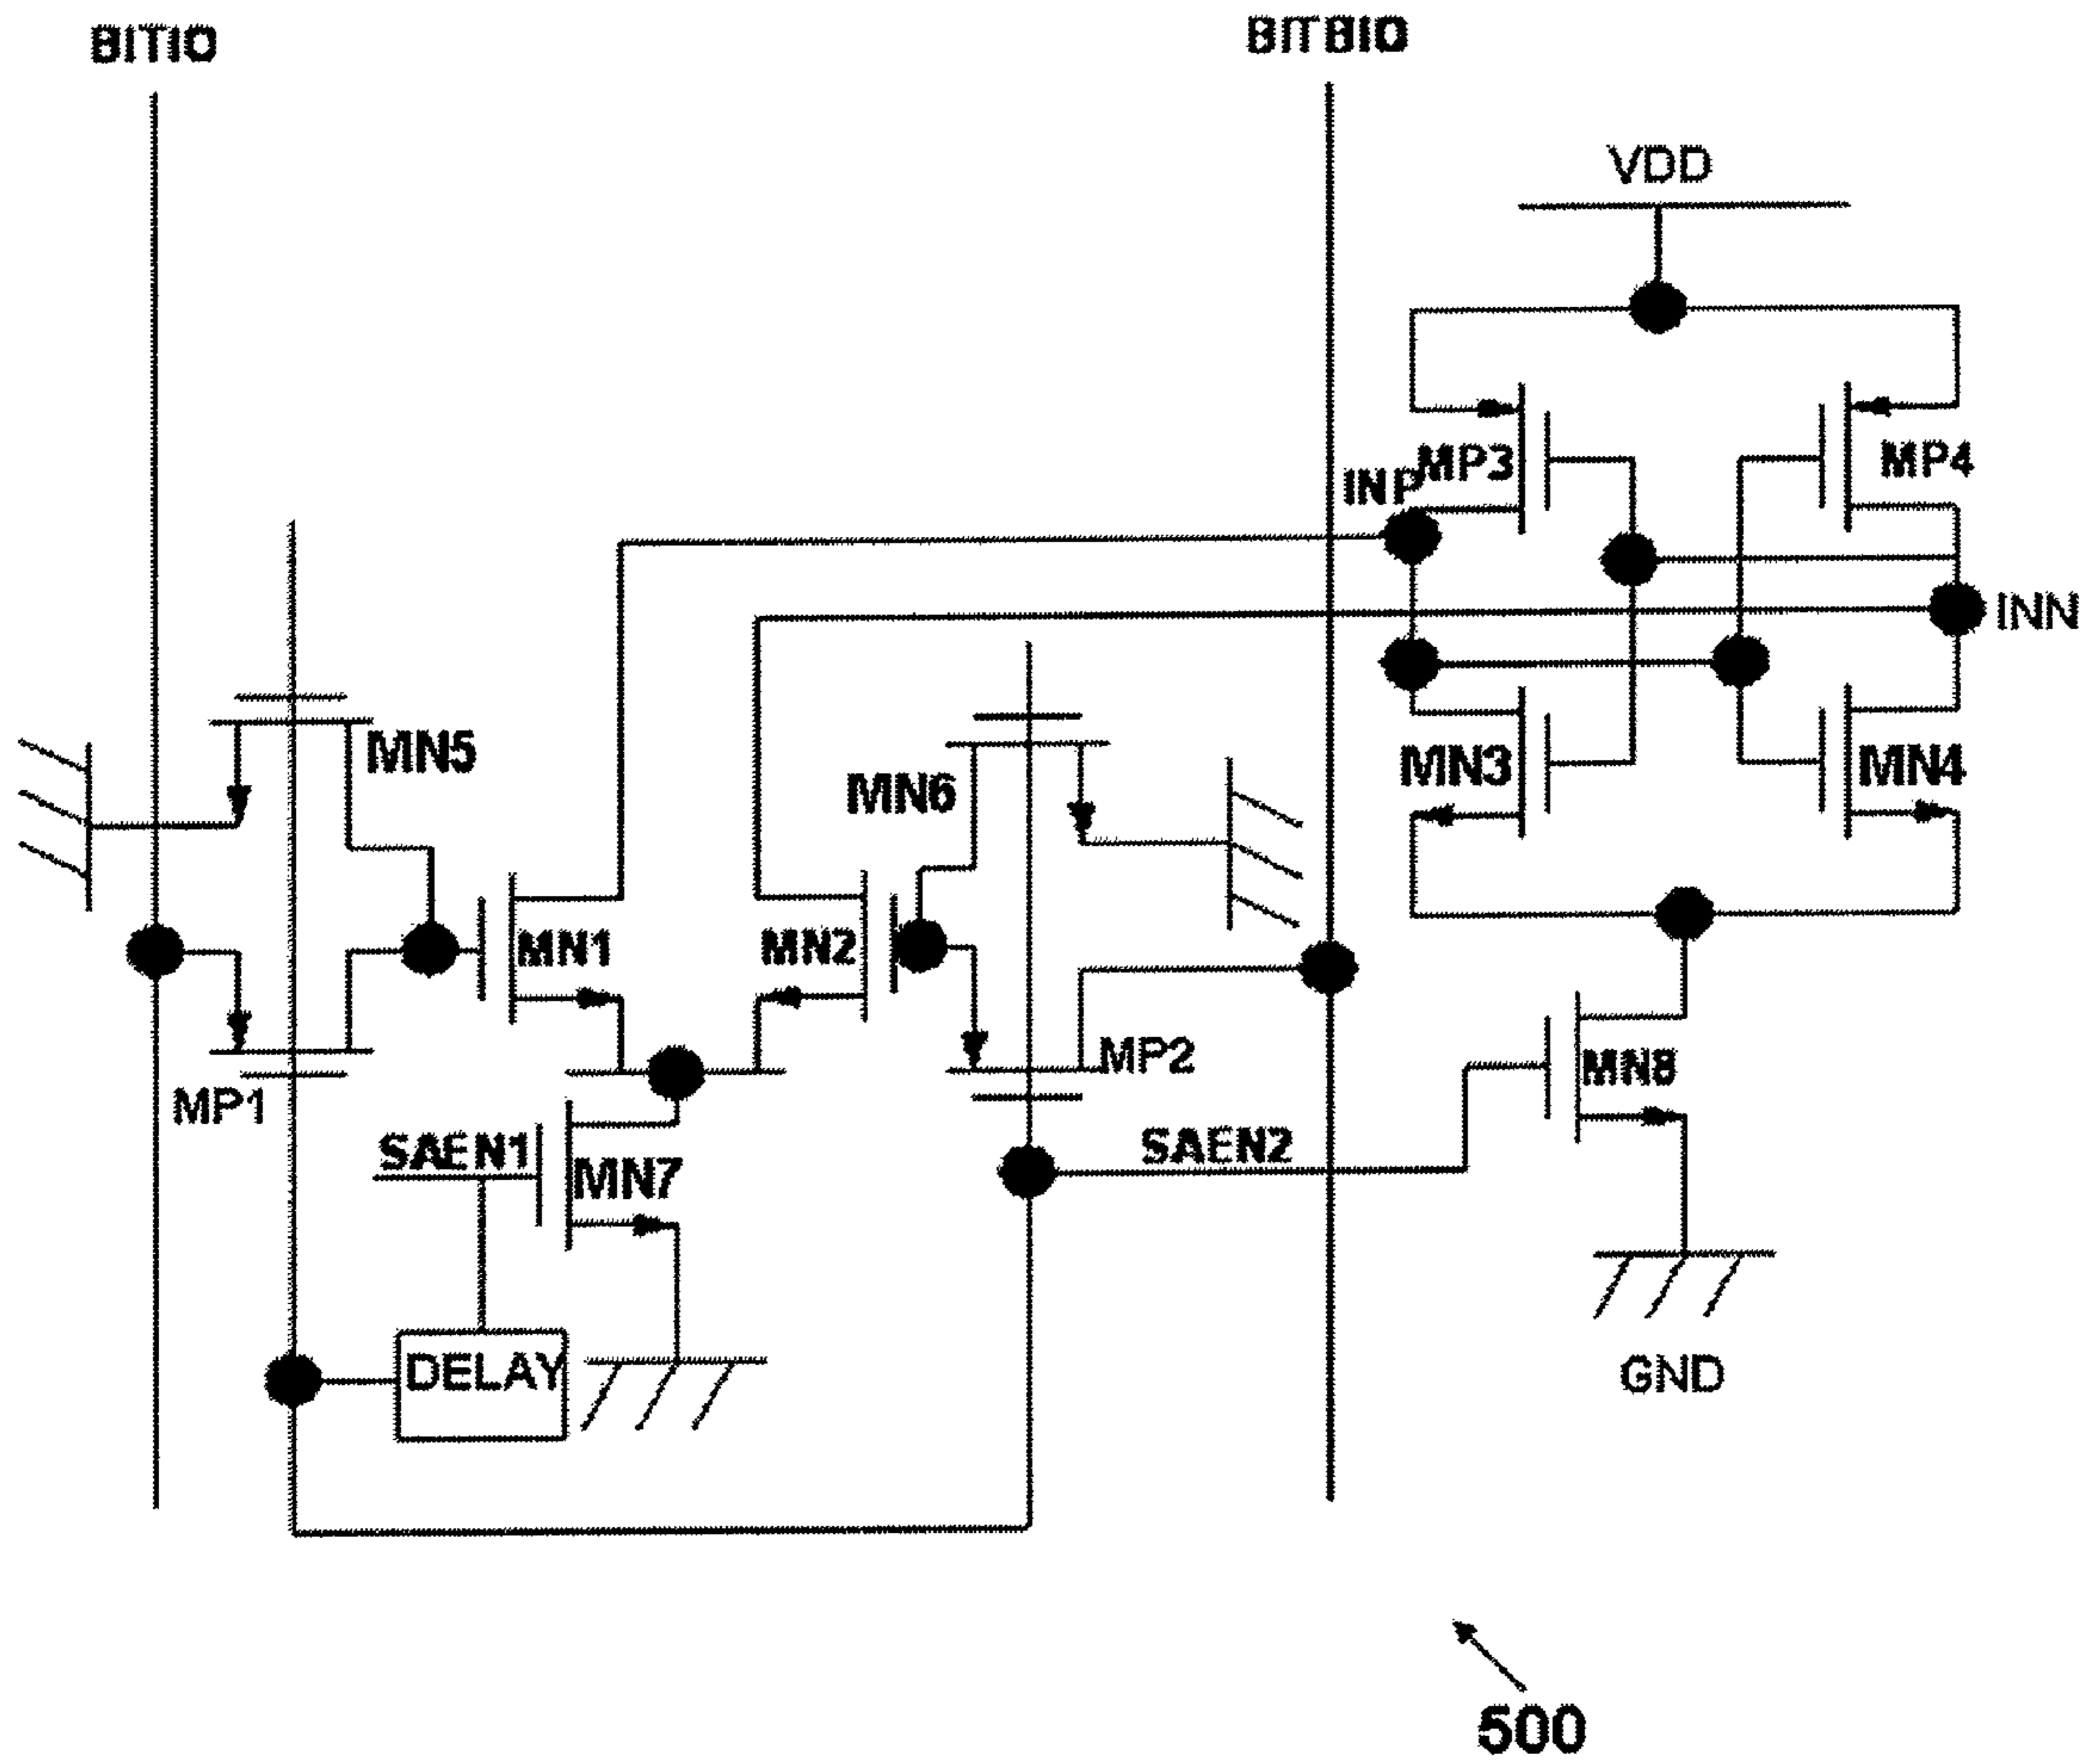 BITIO
BITBIO
VDD
MP3
MP4
INP
INN
MN5
MN6
MN3
MN4
MN1
MN2
MP1
MP2
MN8
SAEN1
MN7
SAEN2
DELAY
GND
500